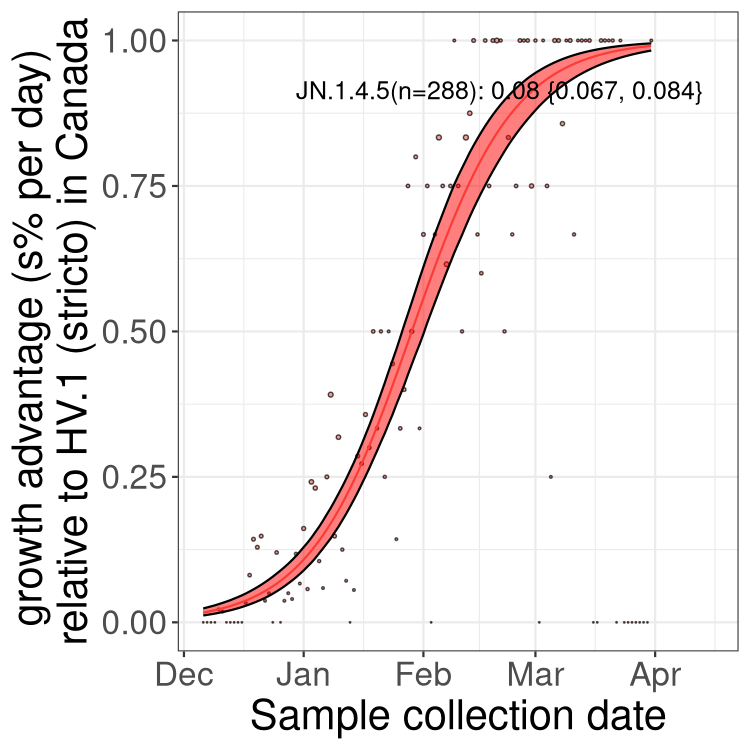 growth advantage (s% per day)
relative to HV.1 (stricto) in Canada
1.00
JN.1.4.5(n=288): 0.08 {0.067, 0.084}
0.75
0.50
0.25
0.00
Dec Jan Feb Mar Apr
Sample collection date